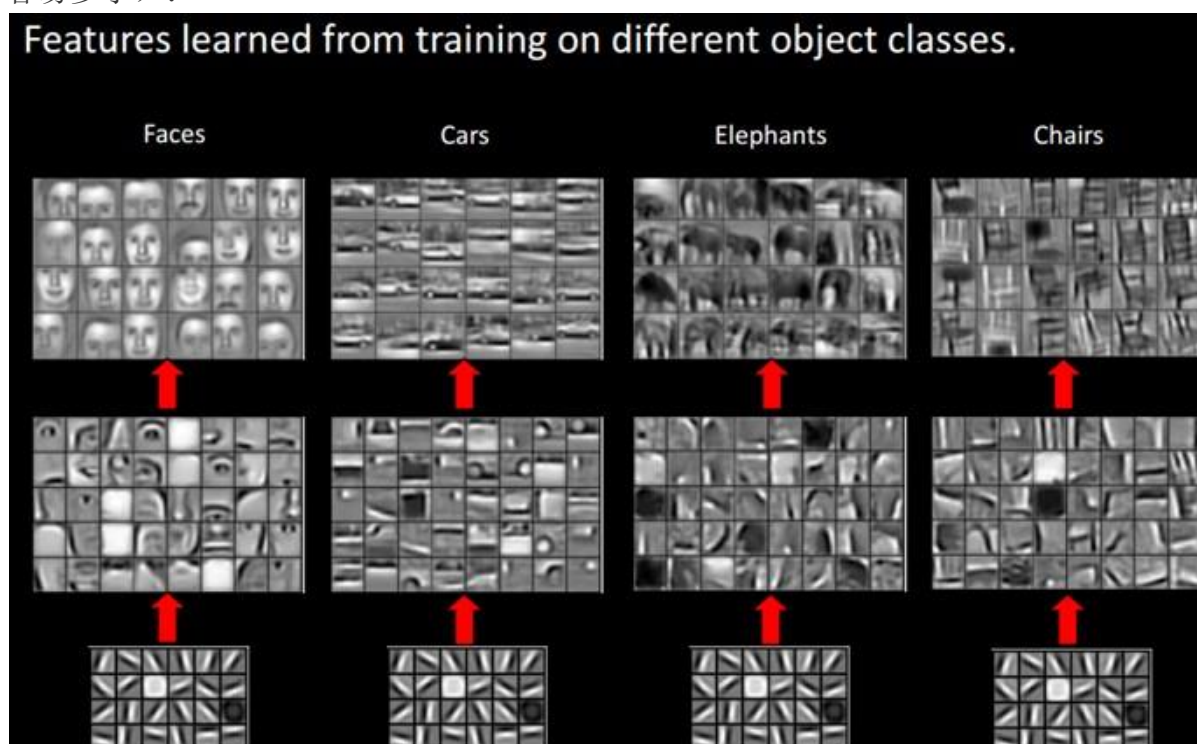 Features learned from training on different object classes.
Faces
Cars
Elephants
Chairs